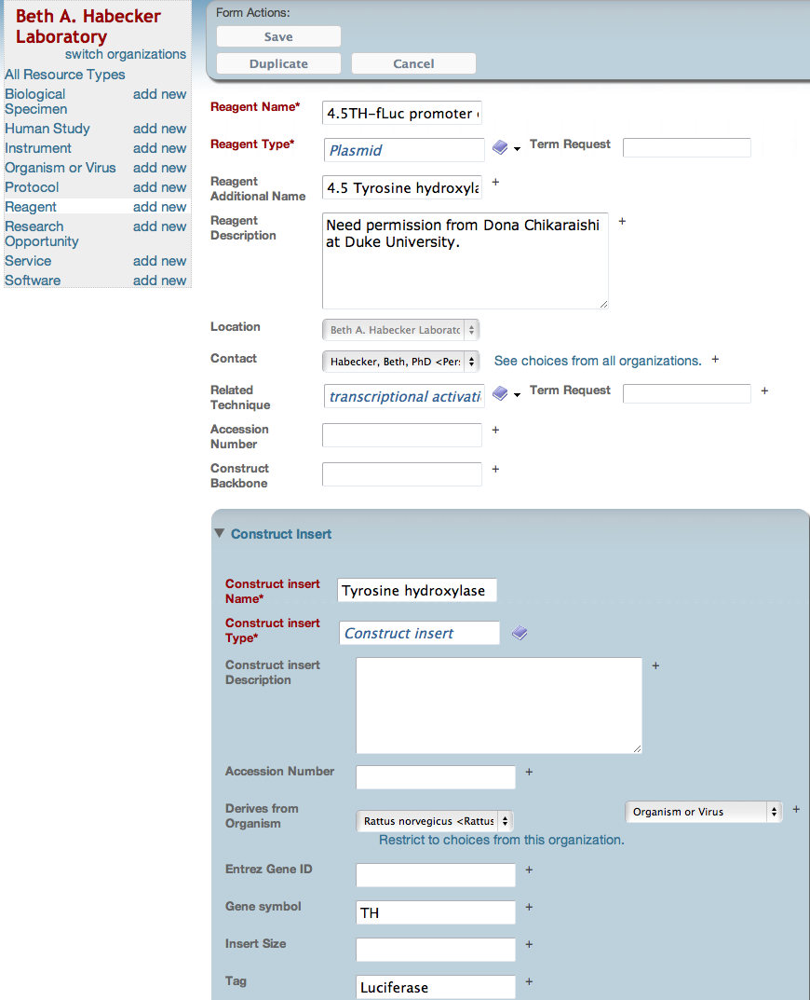 Beth A. Habecker
Laboratory
switch organizations
All Resource Types
Biological Specimen add new
Human Study add new
Instrument add new
Organism or Virus add new
Protocol add new
Reagent add new
Research Opportunity add new
Service add new
Software add new
Form Actions:
Save
Duplicate Cancel
Reagent Name* 4.5TH-fLuc promoter
Reagent Type* Plasmid Term Request
Reagent Additional Name 4.5 Tyrosine hydroxyla +
Reagent Description Need permission from Dona Chikaraishi +
at Duke University.
Location Beth A. Habecker Laborato
Contact Habecker, Beth, PhD <Per: See choices from all organizations. +
Related Technique transcriptional activati Term Request +
Accession Number +
Construct Backbone +
▼ Construct Insert
Construct insert Name* Tyrosine hydroxylase
Construct insert Type* Construct insert
Construct insert Description +
Accession Number +
Derives from Organism Rattus norvegicus <Rattus Organism or Virus +
Restrict to choices from this organization.
Entrez Gene ID +
Gene symbol TH +
Insert Size +
Tag Luciferase +